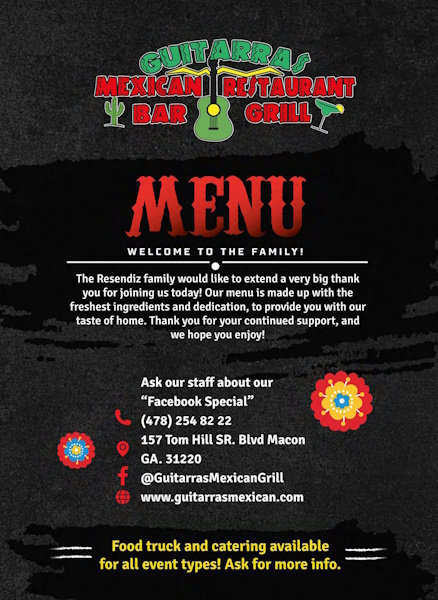 GUITARRAS
MEXICAN RESTAURANT
BAR GRILL
MENU
WELCOME TO THE FAMILY!
The Resendiz family would like to extend a very big thank
you for joining us today! Our menu is made up with the
freshest ingredients and dedication, to provide you with our
taste of home. Thank you for your continued support, and
we hope you enjoy!
Ask our staff about our
“Facebook Special”
(478) 254 82 22
157 Tom Hill SR. Blvd Macon
GA. 31220
@GuitarrasMexicanGrill
www.guitarrasmexican.com
Food truck and catering available
for all event types! Ask for more info.